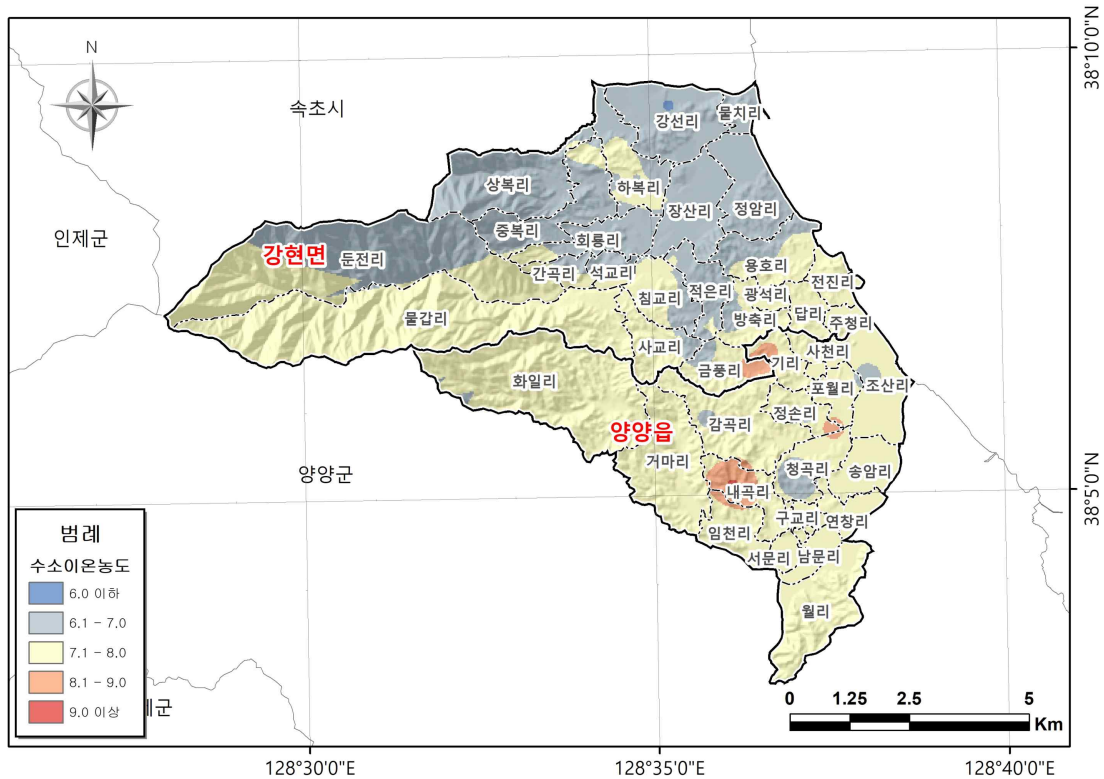 N
38°10'0"N
속초시
강선리
물치리
상복리
하복리
장산리
정암리
인제군
중복리
회룡리
강현면
둔전리
용호리
간곡리
석교리
전진리
침교리
적은리
광석리
물갑리
방축리
답리
주청리
사교리
사천리
금풍리
기리
화일리
포월리
조산리
정손리
감곡리
양양읍
거마리
양양군
청곡리
송암리
내곡리
38°5'0"N
구교리
연창리
임천리
서문리
남문리
월리
범례
수소이온농도
6.0 이하
6.1 - 7.0
7.1 - 8.0
8.1 - 9.0
9.0 이상
제군
0 1.25 2.5 5
Km
128°30'0"E
128°35'0"E
128°40'0"E